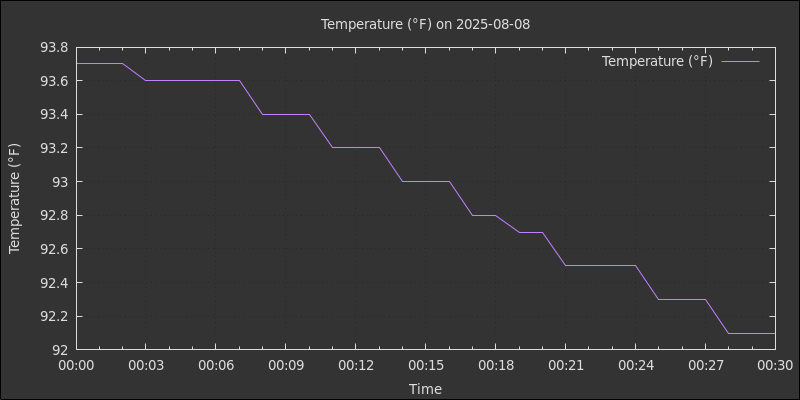 Temperature (°F) on 2025-08-08
Temperature (°F)
93.8
93.6
93.4
93.2
93
92.8
92.6
92.4
92.2
92
Temperature (°F)
00:00 00:03 00:06 00:09 00:12 00:15 00:18 00:21 00:24 00:27 00:30
Time